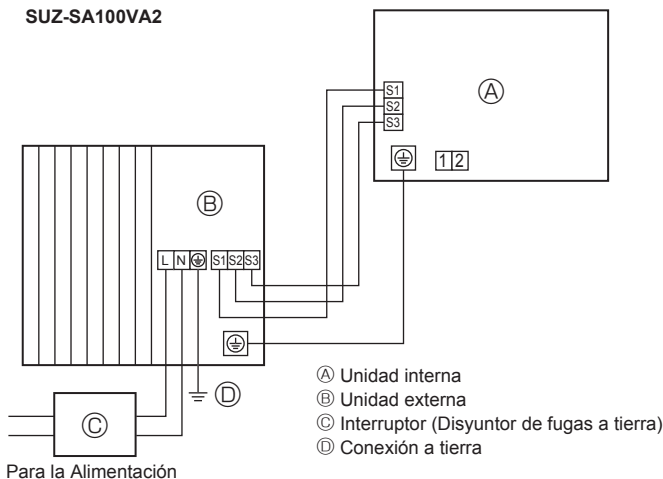 SUZ-SA100VA2
S1
S2
S3
Ⓐ
1 2
Ⓑ
L N S1 S2 S3
Ⓓ
Ⓒ
Para la Alimentación
Ⓐ Unidad interna
Ⓑ Unidad externa
Ⓒ Interruptor (Disyuntor de fugas a tierra)
Ⓓ Conexión a tierra